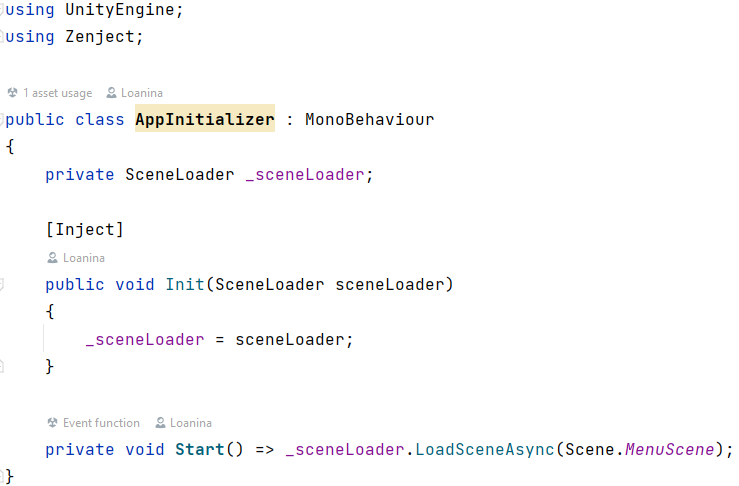 using UnityEngine;
using Zenject;
1 asset usage Loanina
public class AppInitializer : MonoBehaviour
{
private SceneLoader _sceneLoader;
[Inject]
Loanina
public void Init(SceneLoader sceneLoader)
{
_sceneLoader = sceneLoader;
}
Event function Loanina
private void Start() => _sceneLoader.LoadSceneAsync(Scene.MenuScene);
}